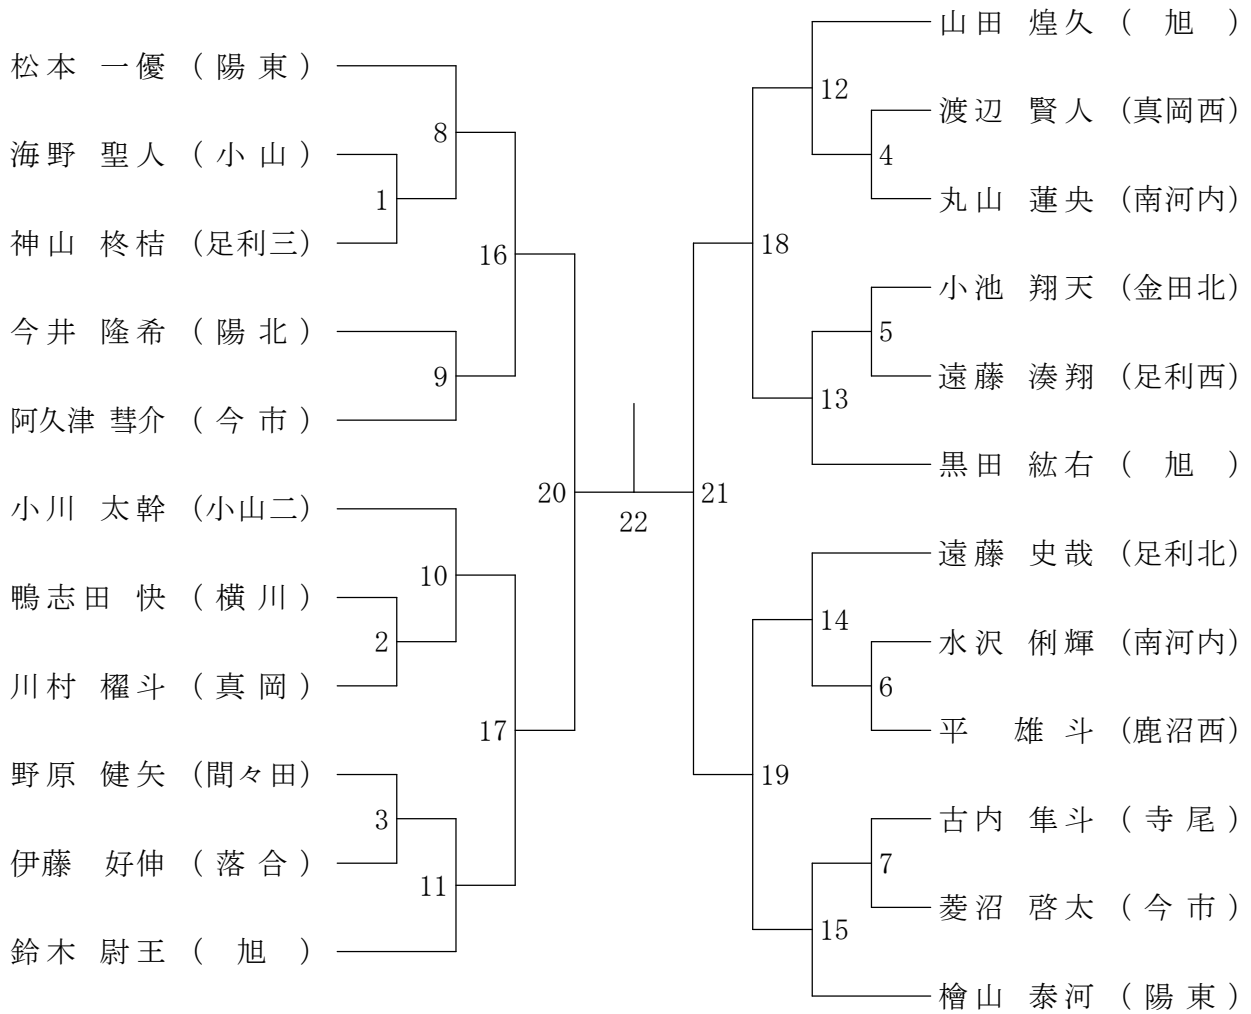 松本 一優 (陽東)
海野 聖人 (小山)
神山 柊桔 (足利三)
今井 隆希 (陽北)
阿久津 彗介 (今市)
小川 太幹 (小山二)
鴨志田 快 (横川)
川村 櫂斗 (真岡)
野原 健矢 (間々田)
伊藤 好伸 (落合)
鈴木 尉王 (旭)
1
2
3
8
9
10
11
16
17
20
22
21
18
19
12
13
14
15
4
5
6
7
山田 煌久 (旭)
渡辺 賢人 (真岡西)
丸山 蓮央 (南河内)
小池 翔天 (金田北)
遠藤 湊翔 (足利西)
黒田 紘右 (旭)
遠藤 史哉 (足利北)
水沢 俐輝 (南河内)
平 雄斗 (鹿沼西)
古内 隼斗 (寺尾)
菱沼 啓太 (今市)
檜山 泰河 (陽東)